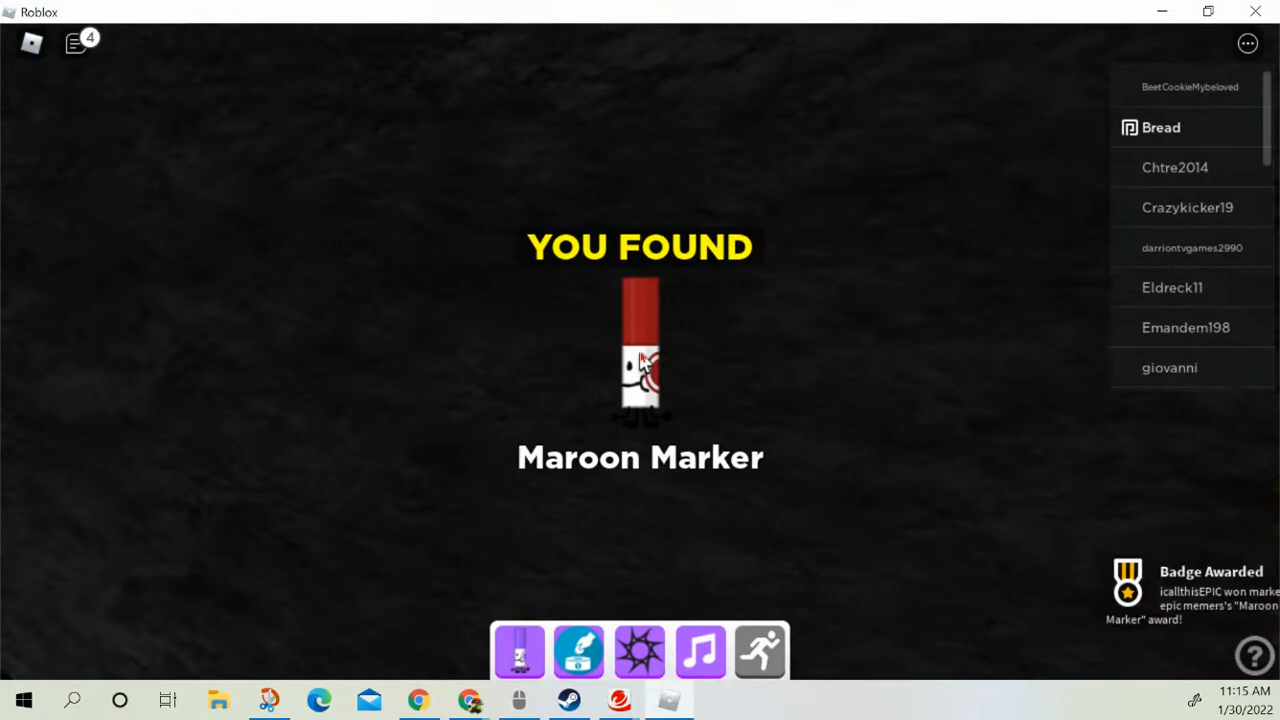 Roblox
4
BeetCookieMybeloved
Bread
Chtre2014
Crazykicker19
darriontvgames2990
Eldreck11
Emandem198
giovanni
YOU FOUND
Maroon Marker
Badge Awarded
icallthisEPIC won marke
epic memers's "Maroon
Marker" award!
?
11:15 AM
1/30/2022